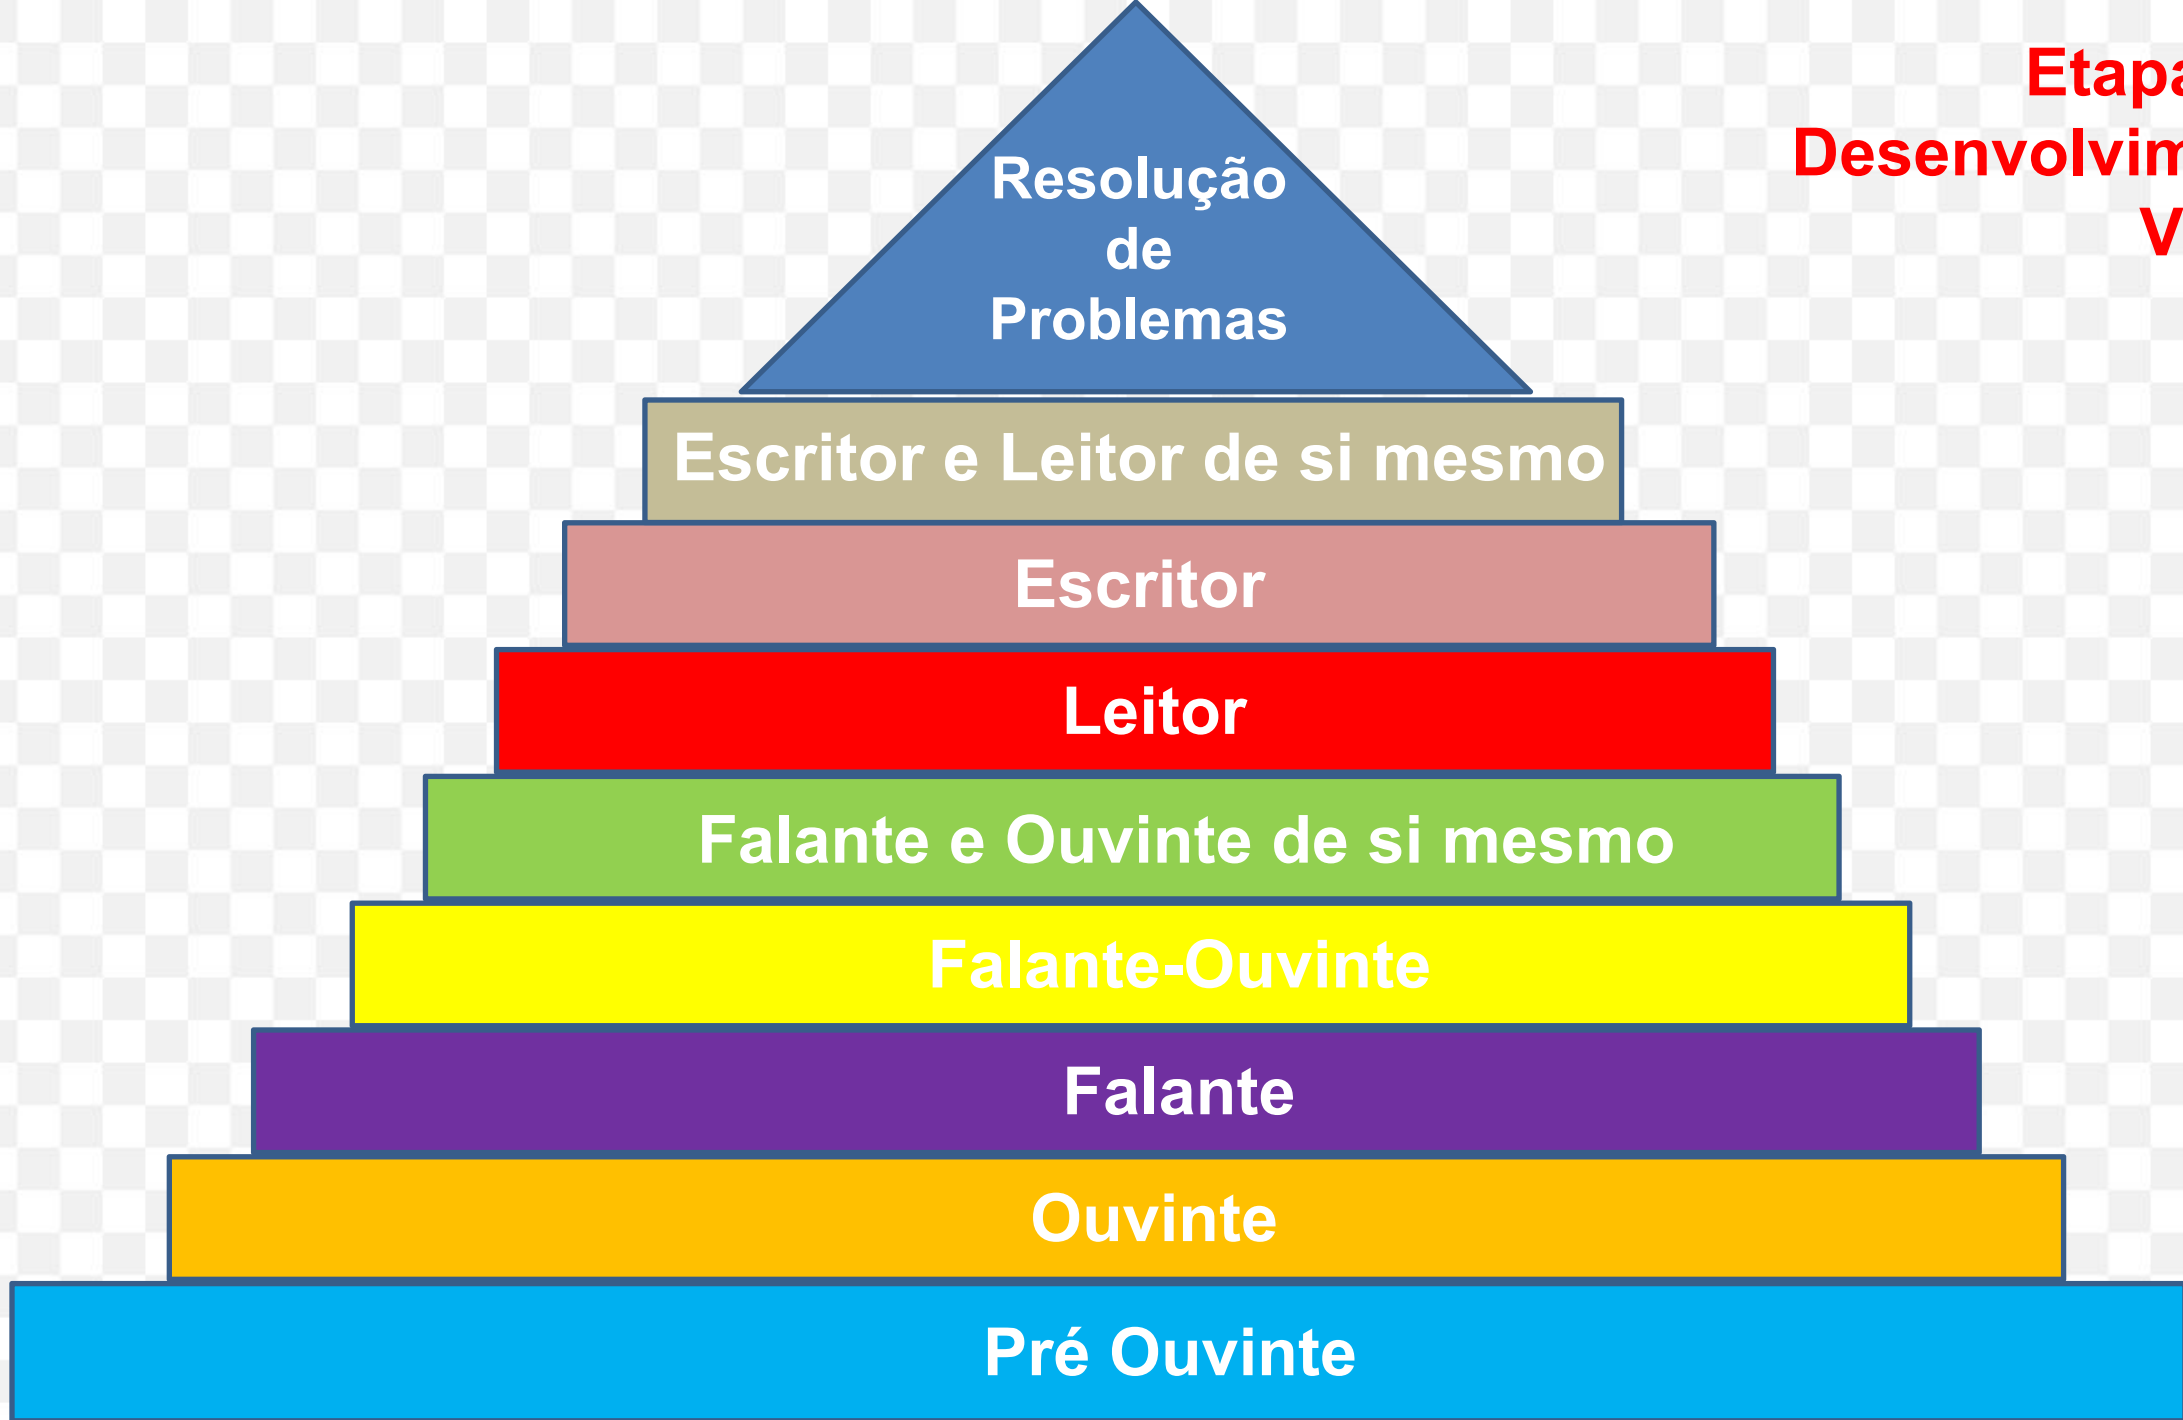 Resolução
de
Problemas
Escritor e Leitor de si mesmo
Escritor
Leitor
Falante e Ouvinte de si mesmo
Falante-Ouvinte
Falante
Ouvinte
Pré Ouvinte